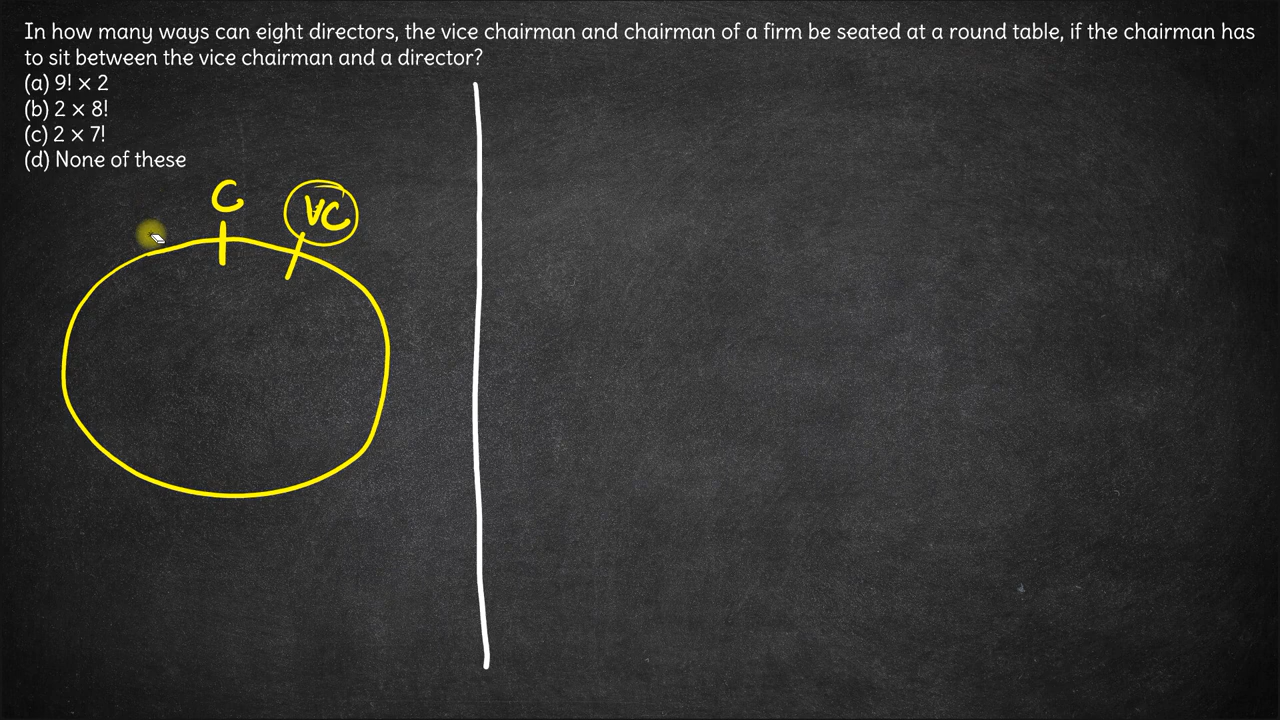 In how many ways can eight directors, the vice chairman and chairman of a firm be seated at a round table, if the chairman has
to sit between the vice chairman and a director?
(a) 9! × 2
(b) 2 × 8!
(c) 2 × 7!
(d) None of these
C VC